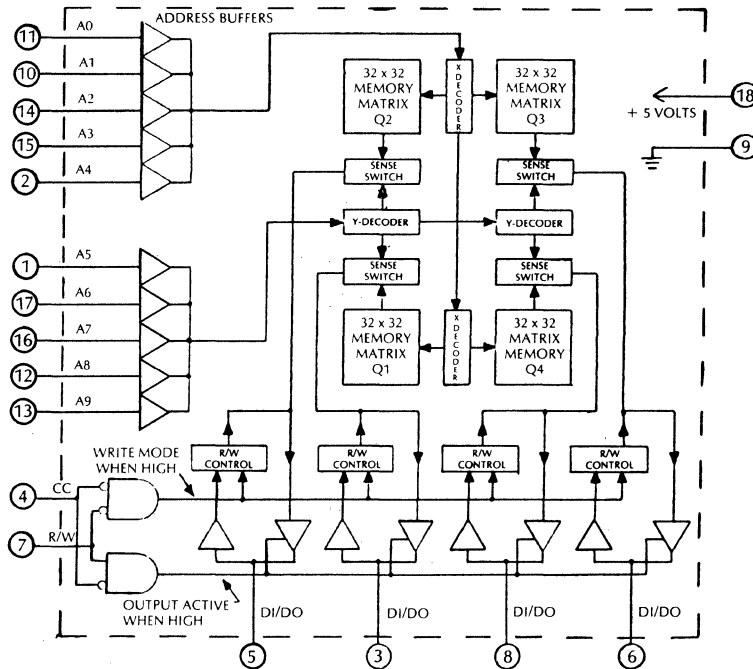 ADDRESS BUFFERS
11 A0
10 A1
14 A2
15 A3
2 A4
1 A5
17 A6
16 A7
12 A8
13 A9
4 CC
7 R/W
32 x 32
MEMORY
MATRIX
Q2
X DECODER
32 x 32
MEMORY
MATRIX
Q3
18
+ 5 VOLTS
9
SENSE
SWITCH
SENSE
SWITCH
Y-DECODER
Y-DECODER
SENSE
SWITCH
SENSE
SWITCH
32 x 32
MEMORY
MATRIX
Q1
X DECODER
32 x 32
MATRIX
MEMORY
Q4
WRITE MODE
WHEN HIGH
R/W
CONTROL
R/W
CONTROL
R/W
CONTROL
R/W
CONTROL
OUTPUT ACTIVE
WHEN HIGH
DI/DO
DI/DO
DI/DO
DI/DO
5
3
8
6